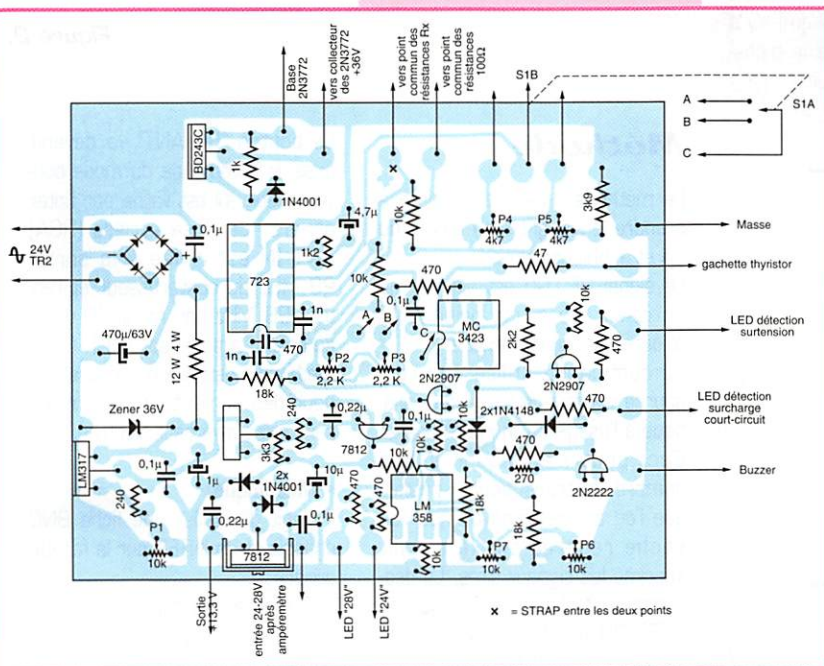 Base
2N3772
vers collecteur
des 2N3772
+36V
vers point
commun des
résistances Rx
vers point
commun des
résistances
100Ω
S1B
A
B
C
S1A
BD243C
1k
1N4001
0,1µ
4,7µ
10k
P4
4k7
P5
4k7
3k9
Masse
24V
TR2
− +
723
1k2
10k
470
47
gachette thyristor
0,1µ
A
B
C
MC
3423
2k2
10k
470
LED détection
surtension
470µ/63V
12 W 4 W
1n
1n
470
P2
2,2 K
P3
2,2 K
2N2907
2N2907
18k
Zener 36V
240
0,22µ
0,1µ
10k
10k
2x1N4148
470
LED détection
surcharge
court-circuit
3k3
7812
10k
470
270
2N2222
Buzzer
LM317
0,1µ
1µ
2x
1N4001
10µ
470
470
LM
358
18k
18k
240
0,22µ
0,1µ
P1
10k
7812
10k
P7
10k
P6
10k
Sortie
+13,3 V
entrée 24-28V
après
ampéremètre
LED "28V"
LED "24V"
× = STRAP entre les deux points